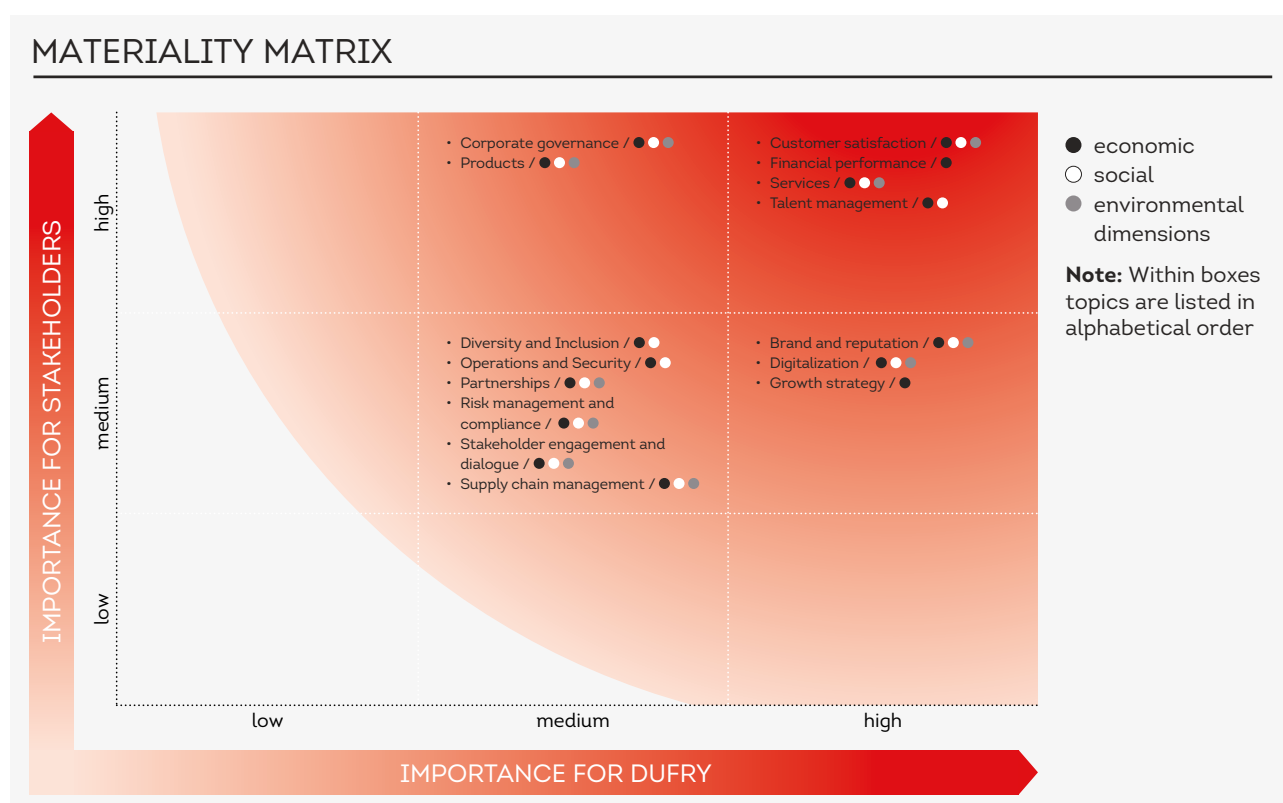 MATERIALITY MATRIX
IMPORTANCE FOR STAKEHOLDERS
high
medium
low
• Corporate governance /
• Products /
• Customer satisfaction /
• Financial performance /
• Services /
• Talent management /
• Diversity and Inclusion /
• Operations and Security /
• Partnerships /
• Risk management and
compliance /
• Stakeholder engagement and
dialogue /
• Supply chain management /
• Brand and reputation /
• Digitalization /
• Growth strategy /
low
medium
high
IMPORTANCE FOR DUFRY
economic
social
environmental
dimensions
Note: Within boxes
topics are listed in
alphabetical order